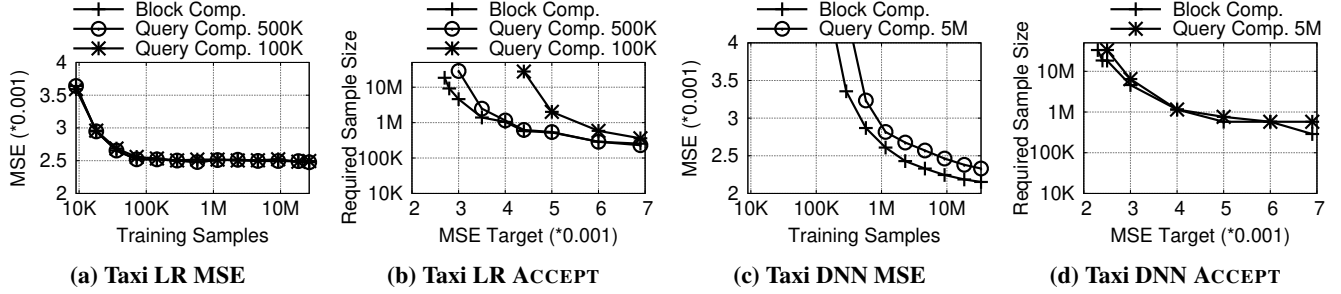 Block Comp.
Query Comp. 500K
Query Comp. 100K
MSE (*0.001)
4
3.5
3
2.5
2
10K 100K 1M 10M
Training Samples
(a) Taxi LR MSE
Block Comp.
Query Comp. 500K
Query Comp. 100K
Required Sample Size
10M
1M
100K
10K
2 3 4 5 6 7
MSE Target (*0.001)
(b) Taxi LR ACCEPT
Block Comp.
Query Comp. 5M
MSE (*0.001)
4
3.5
3
2.5
2
10K 100K 1M 10M
Training Samples
(c) Taxi DNN MSE
Block Comp.
Query Comp. 5M
Required Sample Size
10M
1M
100K
10K
2 3 4 5 6 7
MSE Target (*0.001)
(d) Taxi DNN ACCEPT